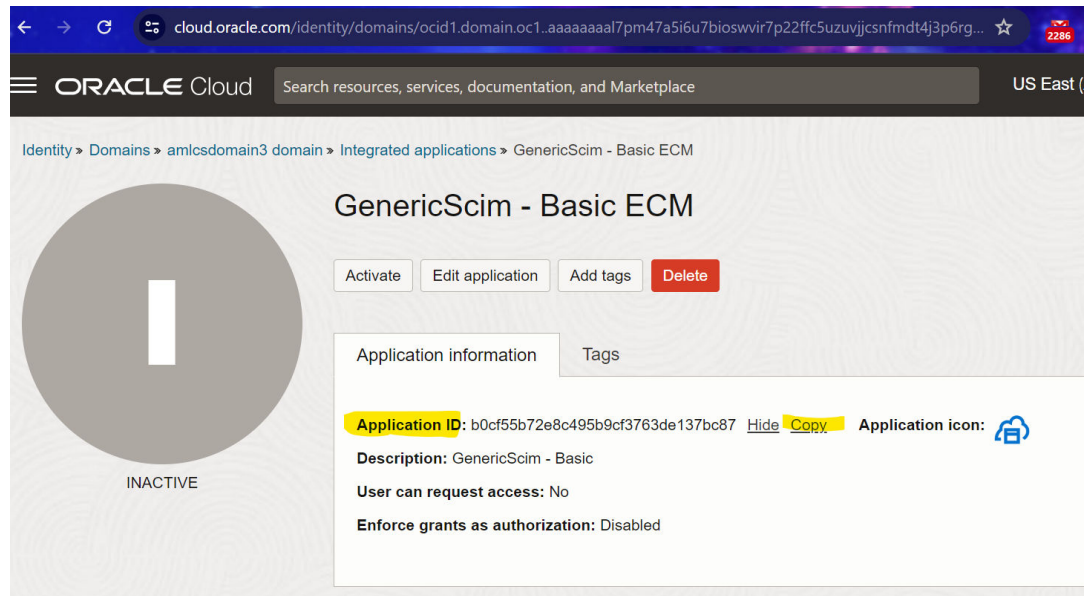 cloud.oracle.com/identity/domains/ocid1.domain.oc1..aaaaaaaal7pm47a5i6u7bioswvir7p22ffc5uzuvjjcsnfmdt4j3p6rg...
2286
ORACLE Cloud
Search resources, services, documentation, and Marketplace
US East (
Identity » Domains » amlcsdomain3 domain » Integrated applications » GenericScim - Basic ECM
GenericScim - Basic ECM
Activate
Edit application
Add tags
Delete
Application information
Tags
Application ID: b0cf55b72e8c495b9cf3763de137bc87 Hide Copy
Application icon:
Description: GenericScim - Basic
User can request access: No
Enforce grants as authorization: Disabled
I
INACTIVE